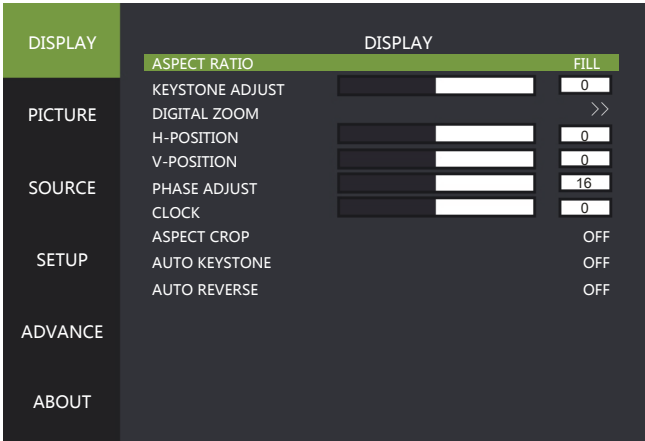 DISPLAY
PICTURE
SOURCE
SETUP
ADVANCE
ABOUT
DISPLAY
ASPECT RATIO FILL
KEYSTONE ADJUST 0
DIGITAL ZOOM >>
H-POSITION 0
V-POSITION 0
PHASE ADJUST 16
CLOCK 0
ASPECT CROP OFF
AUTO KEYSTONE OFF
AUTO REVERSE OFF